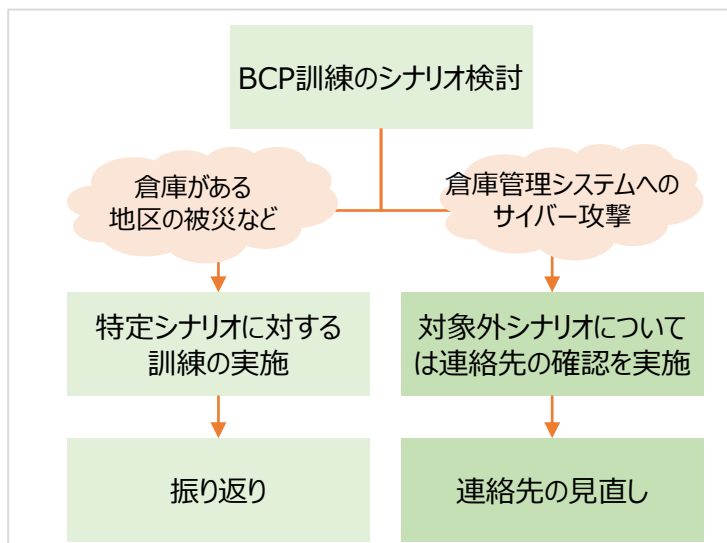 BCP訓練のシナリオ検討
倉庫がある
地区の被災など
倉庫管理システムへの
サイバー攻撃
特定シナリオに対する
訓練の実施
対象外シナリオについて
は連絡先の確認を実施
振り返り
連絡先の見直し